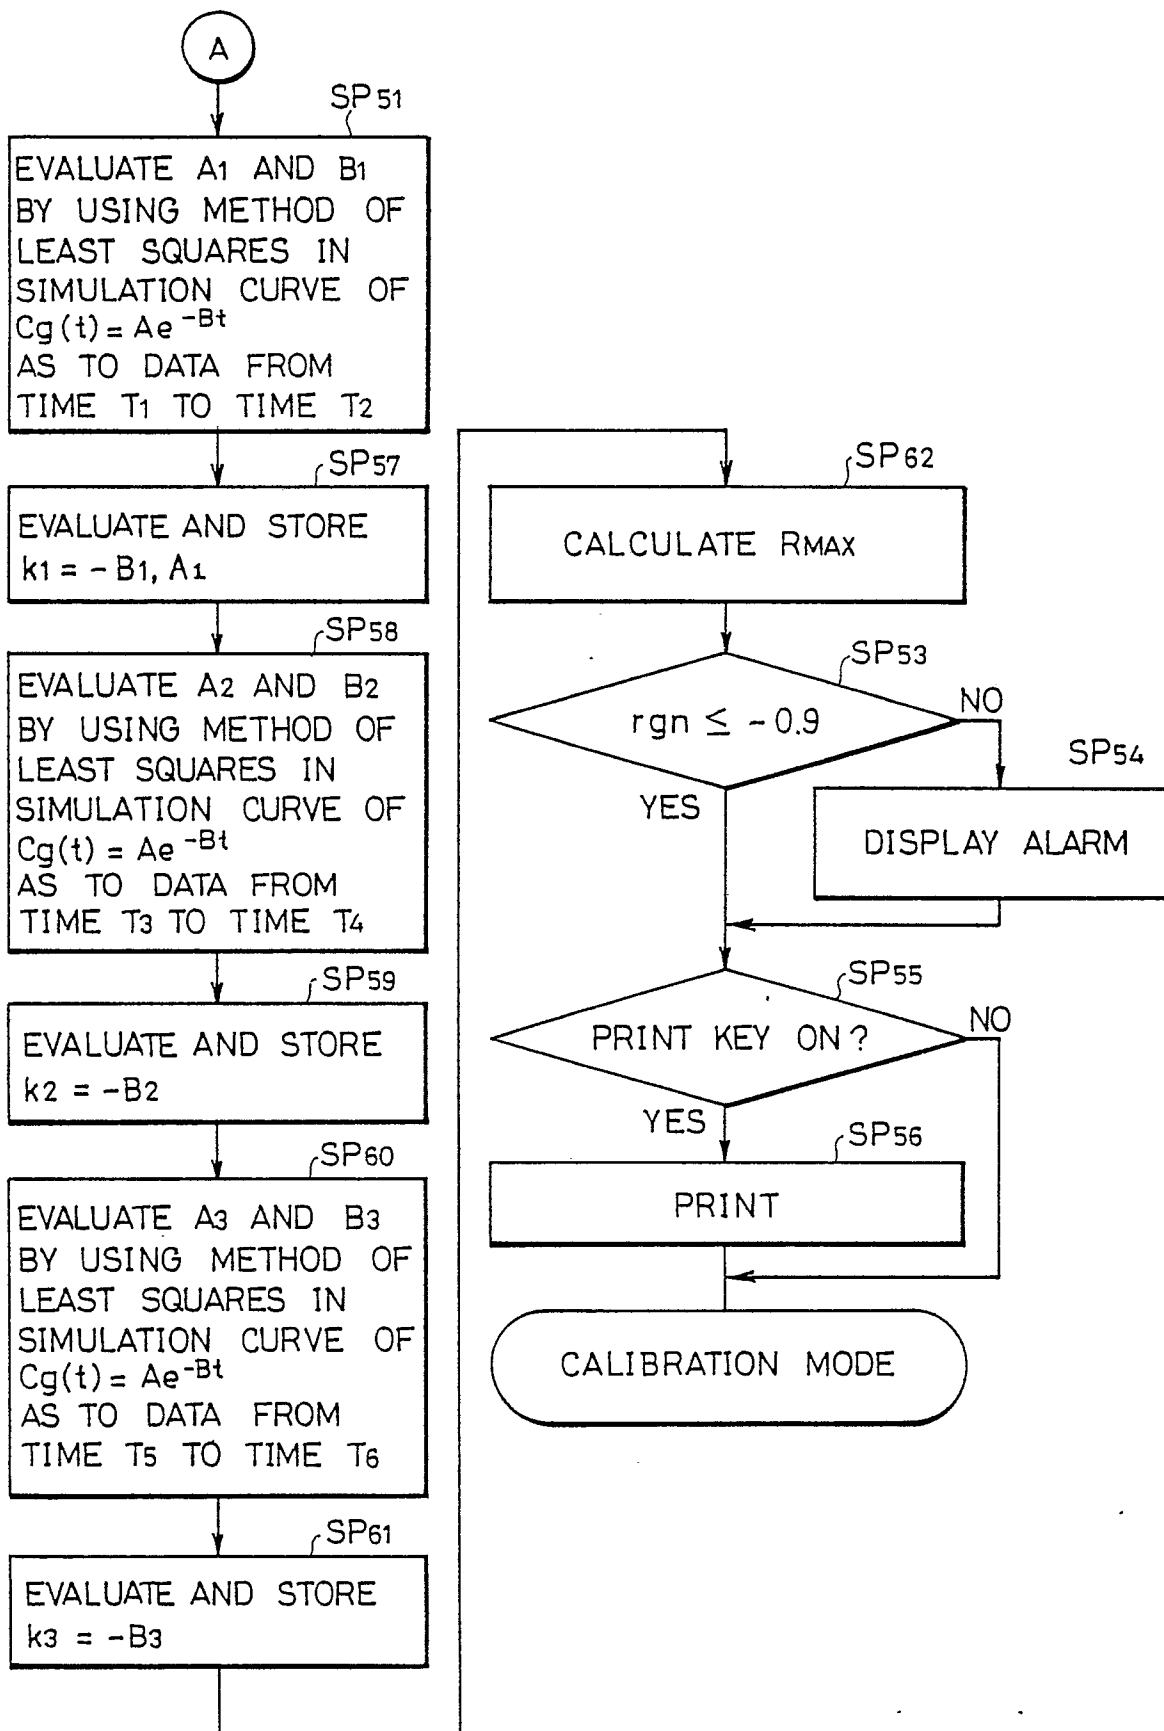 A
SP51
EVALUATE A1 AND B1
BY USING METHOD OF
LEAST SQUARES IN
SIMULATION CURVE OF
Cg(t) = Ae^-Bt
AS TO DATA FROM
TIME T1 TO TIME T2
SP57
EVALUATE AND STORE
k1 = -B1, A1
SP58
EVALUATE A2 AND B2
BY USING METHOD OF
LEAST SQUARES IN
SIMULATION CURVE OF
Cg(t) = Ae^-Bt
AS TO DATA FROM
TIME T3 TO TIME T4
SP59
EVALUATE AND STORE
k2 = -B2
SP60
EVALUATE A3 AND B3
BY USING METHOD OF
LEAST SQUARES IN
SIMULATION CURVE OF
Cg(t) = Ae^-Bt
AS TO DATA FROM
TIME T5 TO TIME T6
SP61
EVALUATE AND STORE
k3 = -B3
SP62
CALCULATE RMAX
SP53
rgn ≤ -0.9
NO
YES
SP54
DISPLAY ALARM
SP55
PRINT KEY ON?
NO
YES
SP56
PRINT
CALIBRATION MODE